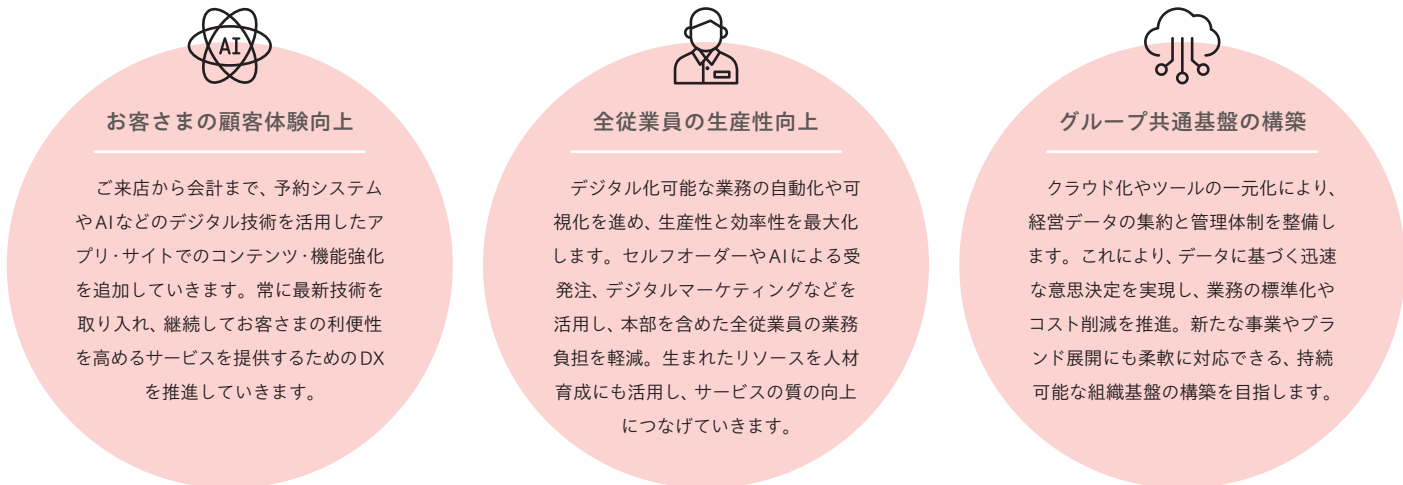 AI
お客さまの顧客体験向上
ご来店から会計まで、予約システム
やAIなどのデジタル技術を活用したア
プリ・サイトでのコンテンツ・機能強化
を追加していきます。常に最新技術を
取り入れ、継続してお客さまの利便性
を高めるサービスを提供するためのDX
を推進していきます。
全従業員の生産性向上
デジタル化可能な業務の自動化や可
視化を進め、生産性と効率性を最大化
します。セルフオーダーやAIによる受
発注、デジタルマーケティングなどを
活用し、本部を含めた全従業員の業務
負担を軽減。生まれたリソースを人材
育成にも活用し、サービスの質の向上
につなげていきます。
グループ共通基盤の構築
クラウド化やツールの一元化により、
経営データの集約と管理体制を整備し
ます。これにより、データに基づく迅速
な意思決定を実現し、業務の標準化や
コスト削減を推進。新たな事業やブラ
ンド展開にも柔軟に対応できる、持続
可能な組織基盤の構築を目指します。